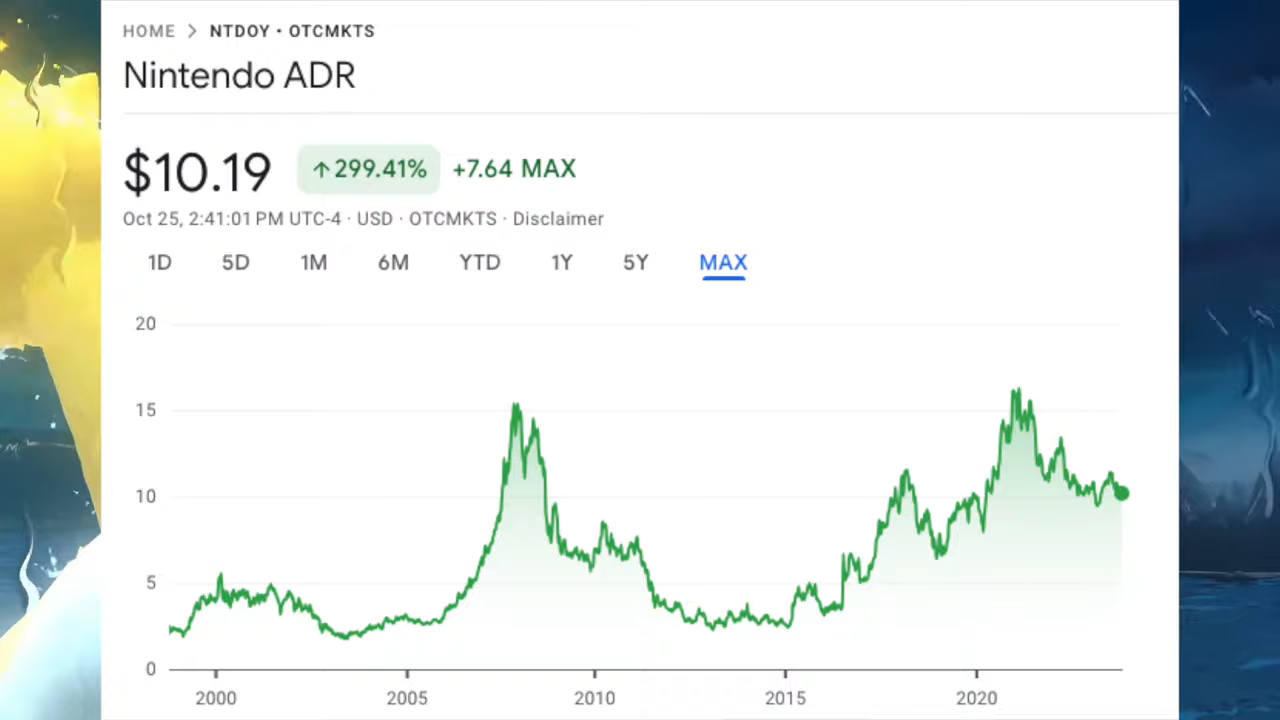 HOME > NTDOY • OTCMKTS
Nintendo ADR
$10.19 ↑299.41% +7.64 MAX
Oct 25, 2:41:01 PM UTC-4 · USD · OTCMKTS · Disclaimer
1D 5D 1M 6M YTD 1Y 5Y MAX
20
15
10
5
0
2000 2005 2010 2015 2020